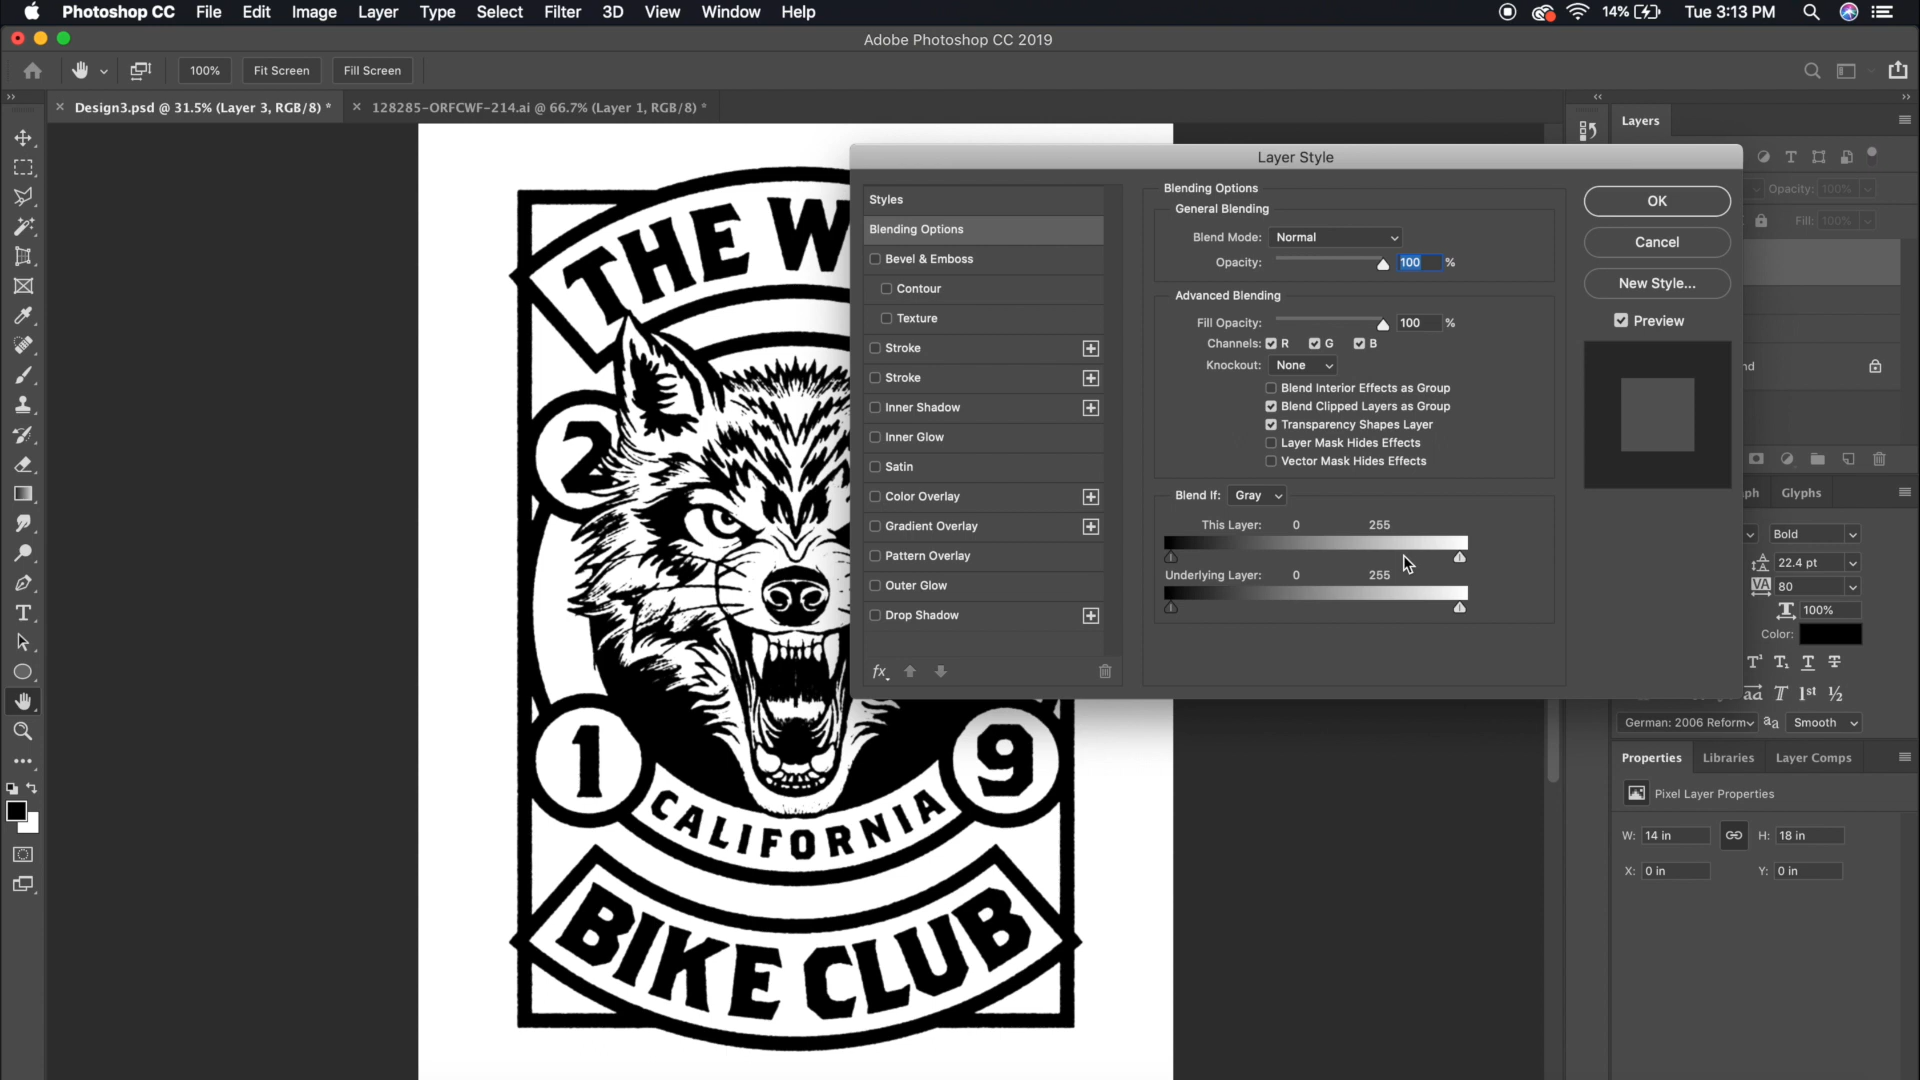 Photoshop CC File Edit Image Layer Type Select Filter 3D View Window Help 14% Tue 3:13 PM
Adobe Photoshop CC 2019
100% Fit Screen Fill Screen
Design3.psd @ 31.5% (Layer 3, RGB/8) * 128285-ORFCWF-214.ai @ 66.7% (Layer 1, RGB/8) *
THE W
2
1
9
CALIFORNIA
BIKE CLUB
Layer Style
Styles
Blending Options
Bevel & Emboss
Contour
Texture
Stroke
Stroke
Inner Shadow
Inner Glow
Satin
Color Overlay
Gradient Overlay
Pattern Overlay
Outer Glow
Drop Shadow
fx
Blending Options
General Blending
Blend Mode: Normal
Opacity: 100 %
Advanced Blending
Fill Opacity: 100 %
Channels: R G B
Knockout: None
Blend Interior Effects as Group
Blend Clipped Layers as Group
Transparency Shapes Layer
Layer Mask Hides Effects
Vector Mask Hides Effects
Blend If: Gray
This Layer: 0 255
Underlying Layer: 0 255
OK
Cancel
New Style...
Preview
Layers
Opacity: 100%
Fill: 100%
nd
ph Glyphs
Bold
22.4 pt
80
100%
Color:
German: 2006 Reform aa Smooth
Properties Libraries Layer Comps
Pixel Layer Properties
W: 14 in H: 18 in
X: 0 in Y: 0 in